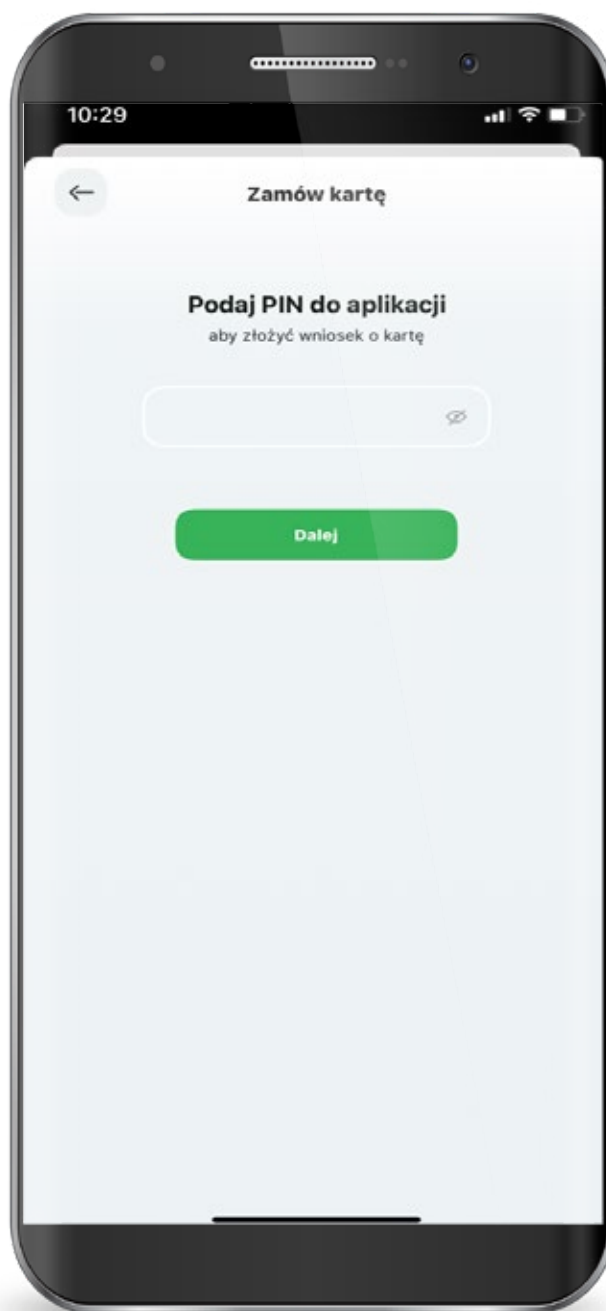 10:29
Zamów kartę
Podaj PIN do aplikacji
aby złożyć wniosek o kartę
Dalej